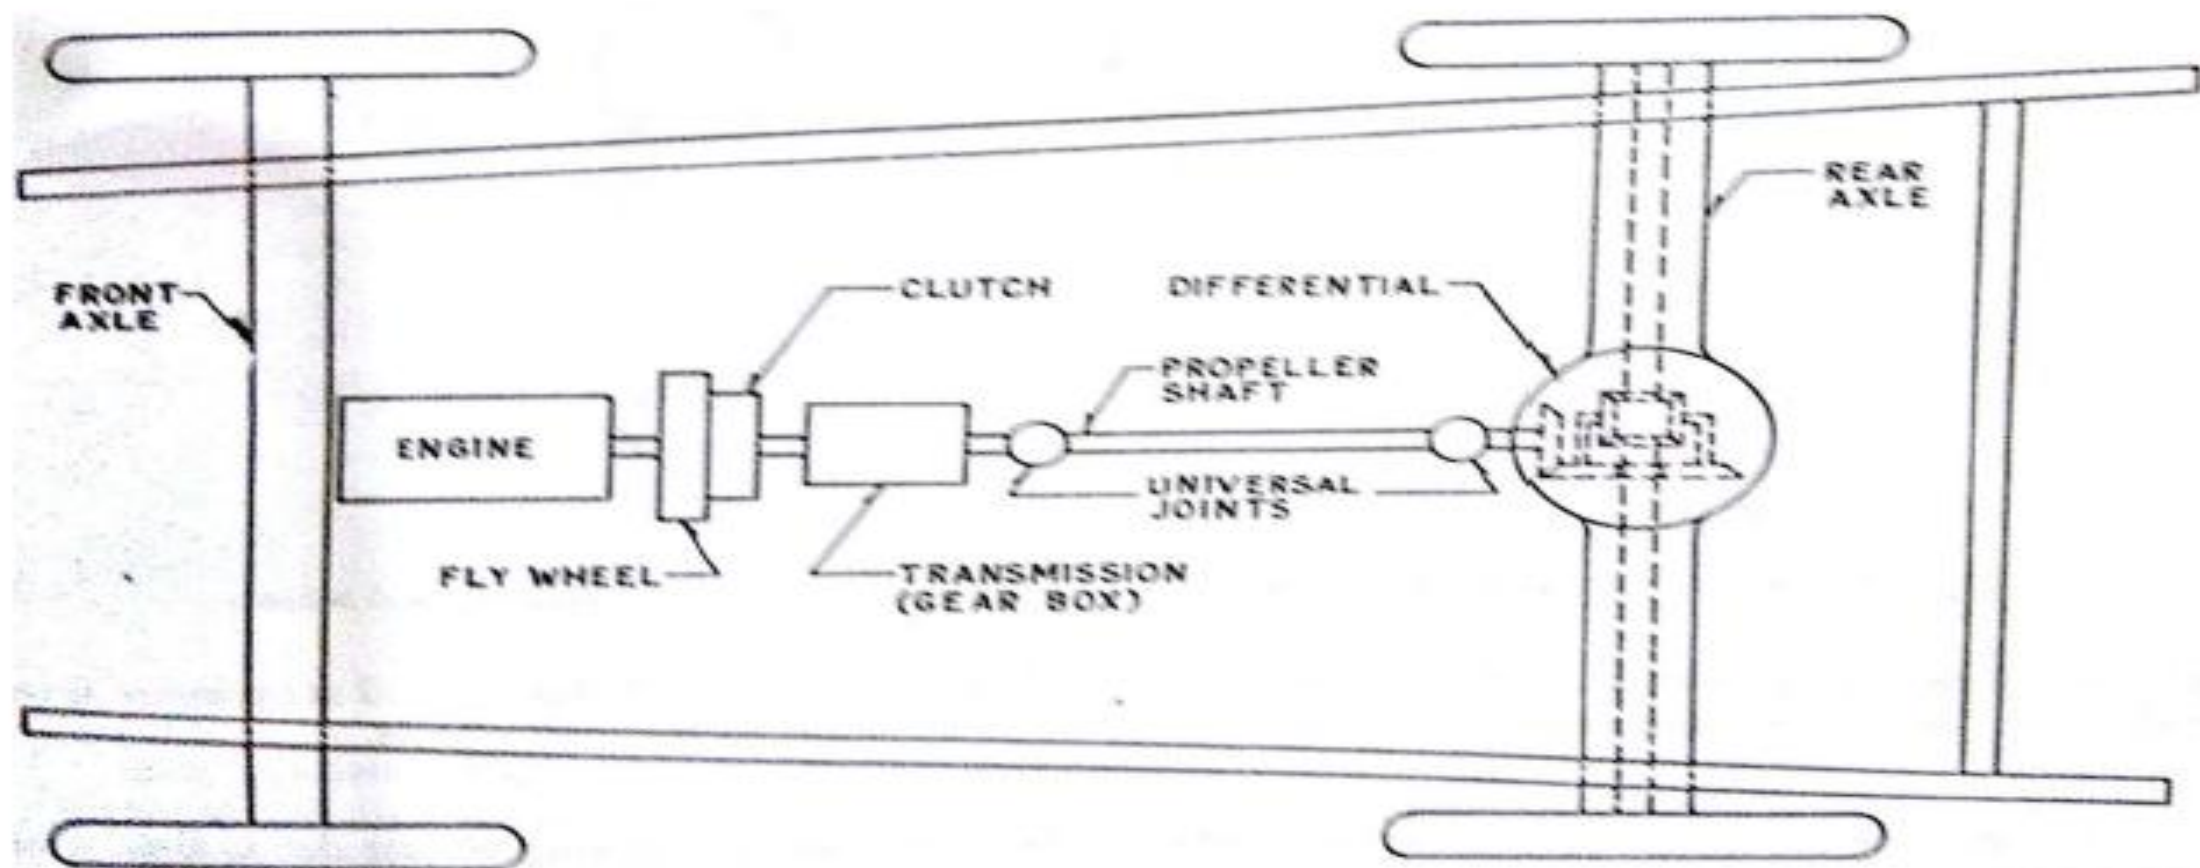 REAR
AXLE
FRONT
AXLE
CLUTCH
DIFFERENTIAL
PROPELLER
SHAFT
ENGINE
UNIVERSAL
JOINTS
FLY WHEEL
TRANSMISSION
(GEAR BOX)